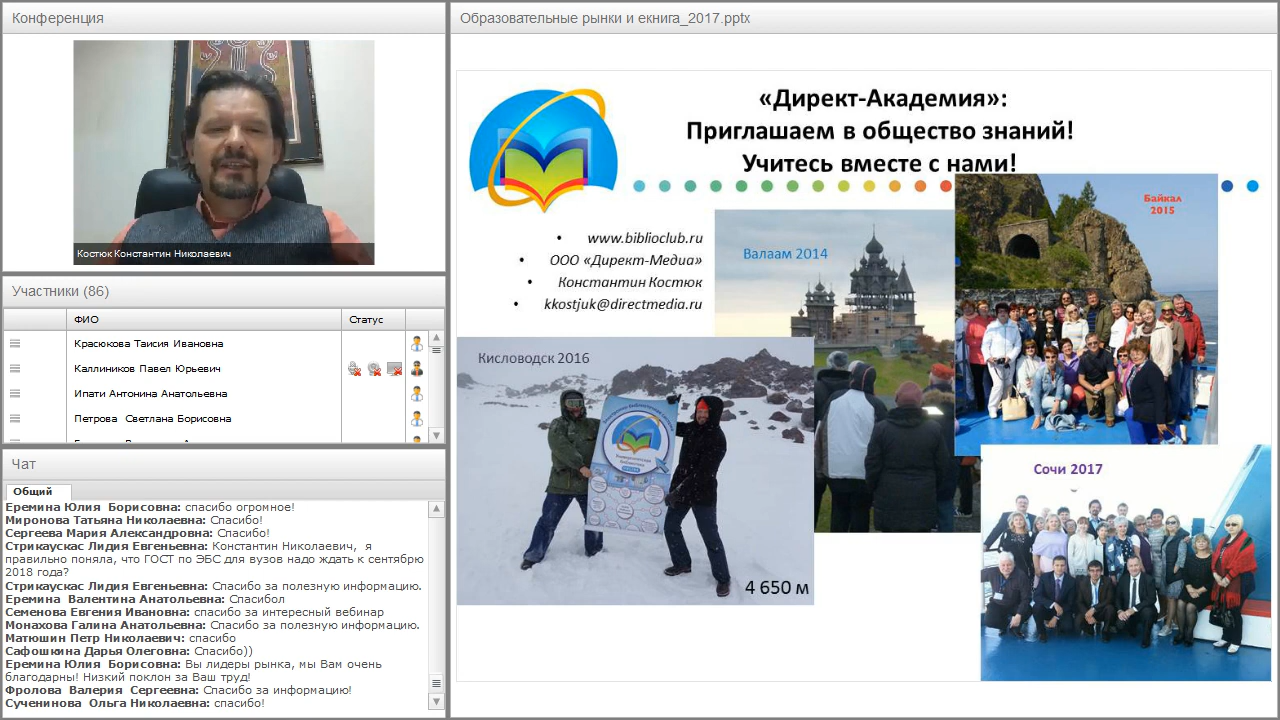 Конференция
Костюк Константин Николаевич
Участники (86)
ФИО
Статус
Красюкова Таисия Ивановна
Каллиников Павел Юрьевич
Ипати Антонина Анатольевна
Петрова Светлана Борисовна
Чат
Общий
Еремина Юлия Борисовна: спасибо огромное!
Миронова Татьяна Николаевна: Спасибо!
Сергеева Мария Александровна: Спасибо!
Стрикаускас Лидия Евгеньевна: Константин Николаевич, я
правильно поняла, что ГОСТ по ЭБС для вузов надо ждать к сентябрю
2018 года?
Стрикаускас Лидия Евгеньевна: Спасибо за полезную информацию.
Еремина Валентина Анатольевна: Спасибол
Семенова Евгения Ивановна: спасибо за интересный вебинар
Монахова Галина Анатольевна: Спасибо за полезную информацию.
Матюшин Петр Николаевич: спасибо
Сафошкина Дарья Олеговна: Спасибо))
Еремина Юлия Борисовна: Вы лидеры рынка, мы Вам очень
благодарны! Низкий поклон за Ваш труд!
Фролова Валерия Сергеевна: Спасибо за информацию!
Сученинова Ольга Николаевна: спасибо!
Образовательные рынки и екнига_2017.pptx
«Директ-Академия»:
Приглашаем в общество знаний!
Учитесь вместе с нами!
• www.biblioclub.ru
• ООО «Директ-Медиа»
• Константин Костюк
• kkostjuk@directmedia.ru
Валаам 2014
Байкал
2015
Кисловодск 2016
4 650 м
Сочи 2017